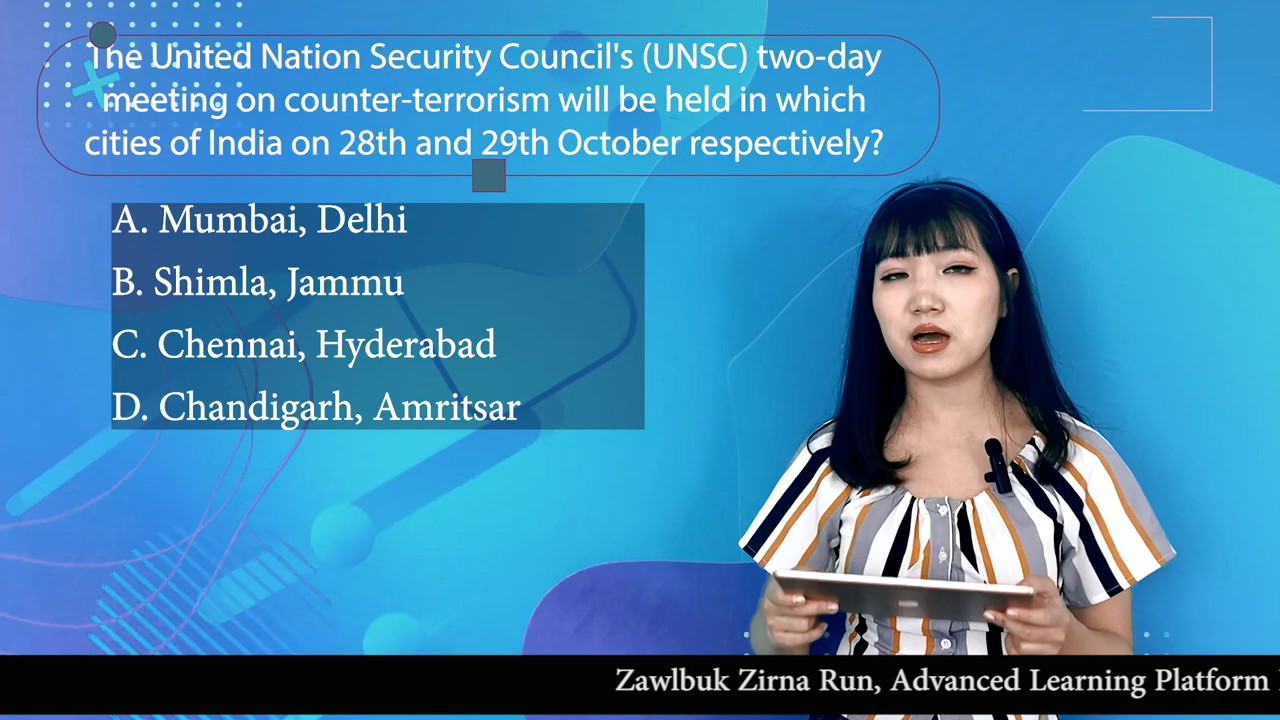 The United Nation Security Council's (UNSC) two-day
meeting on counter-terrorism will be held in which
cities of India on 28th and 29th October respectively?
A. Mumbai, Delhi
B. Shimla, Jammu
C. Chennai, Hyderabad
D. Chandigarh, Amritsar
Zawlbuk Zirna Run, Advanced Learning Platform